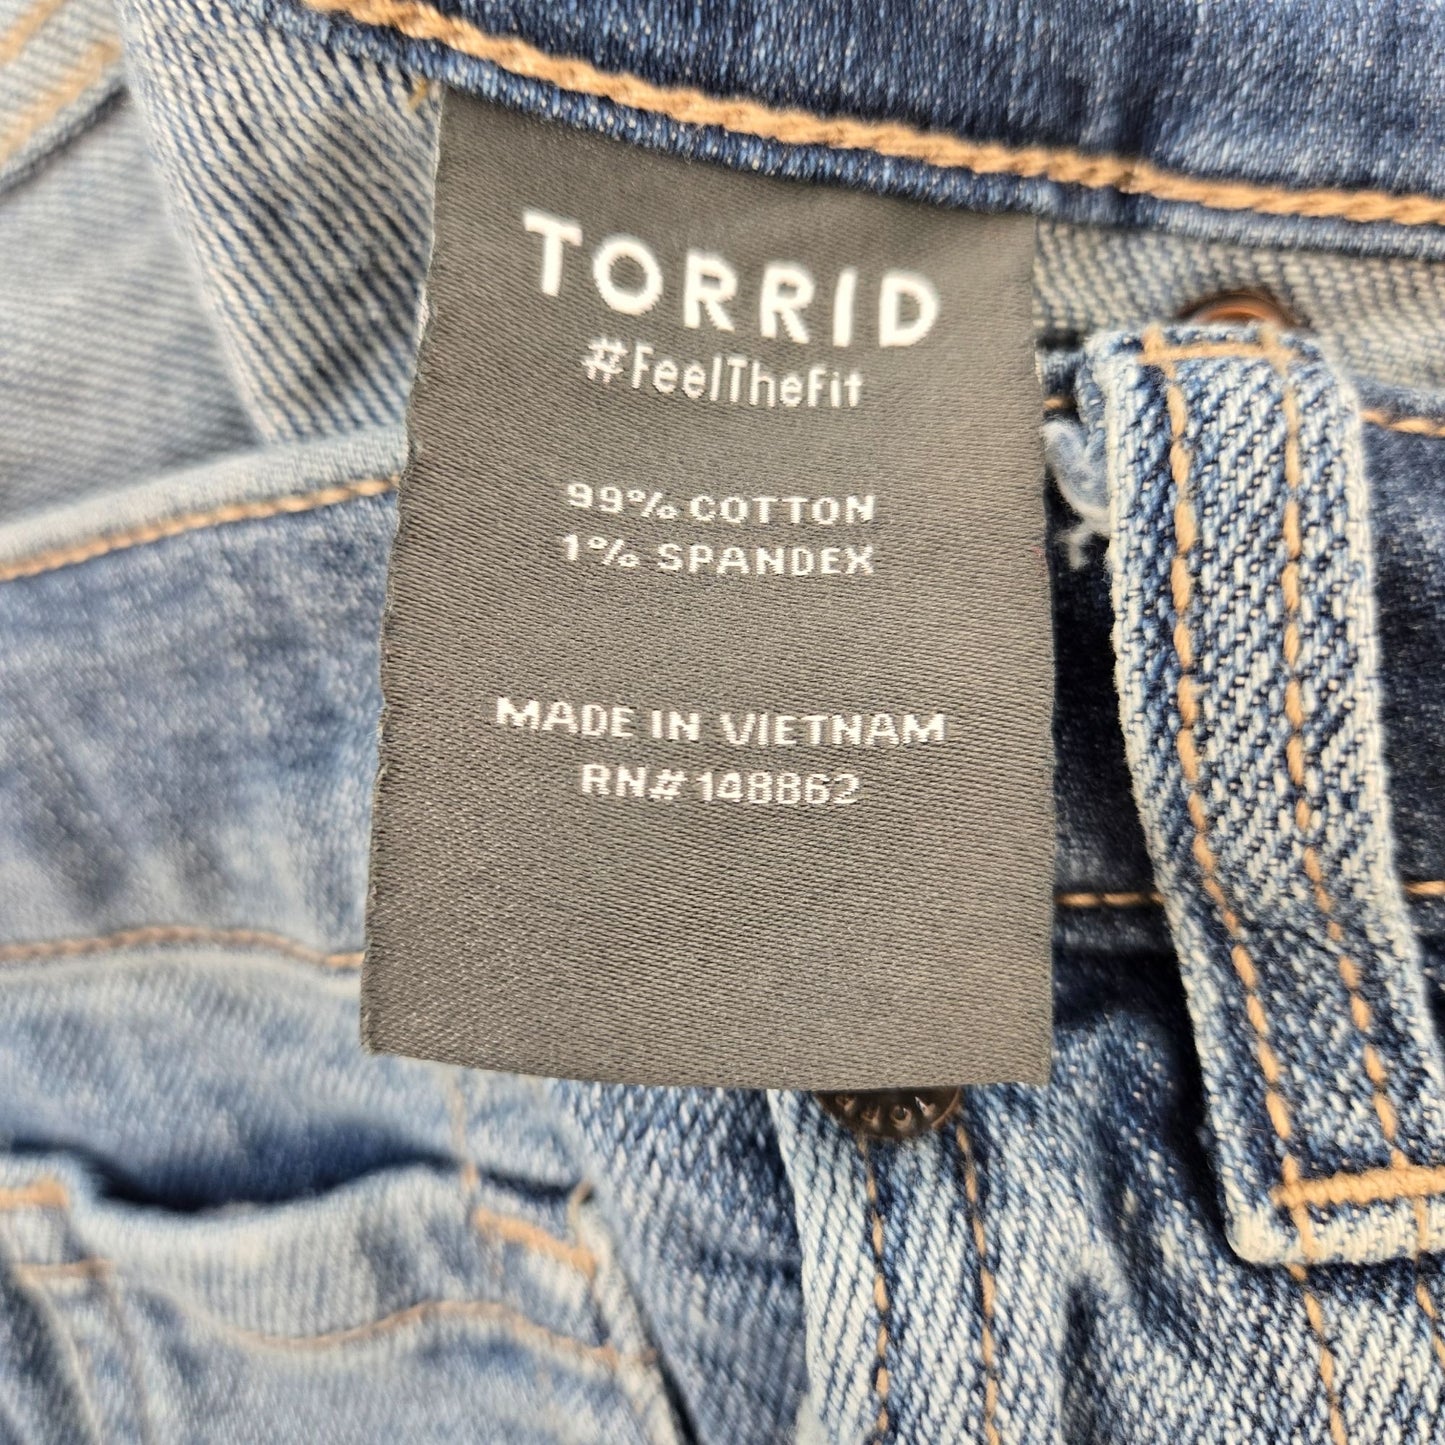 TORRID
#FeelTheFit
99% COTTON
1% SPANDEX
MADE IN VIETNAM
RN# 148862